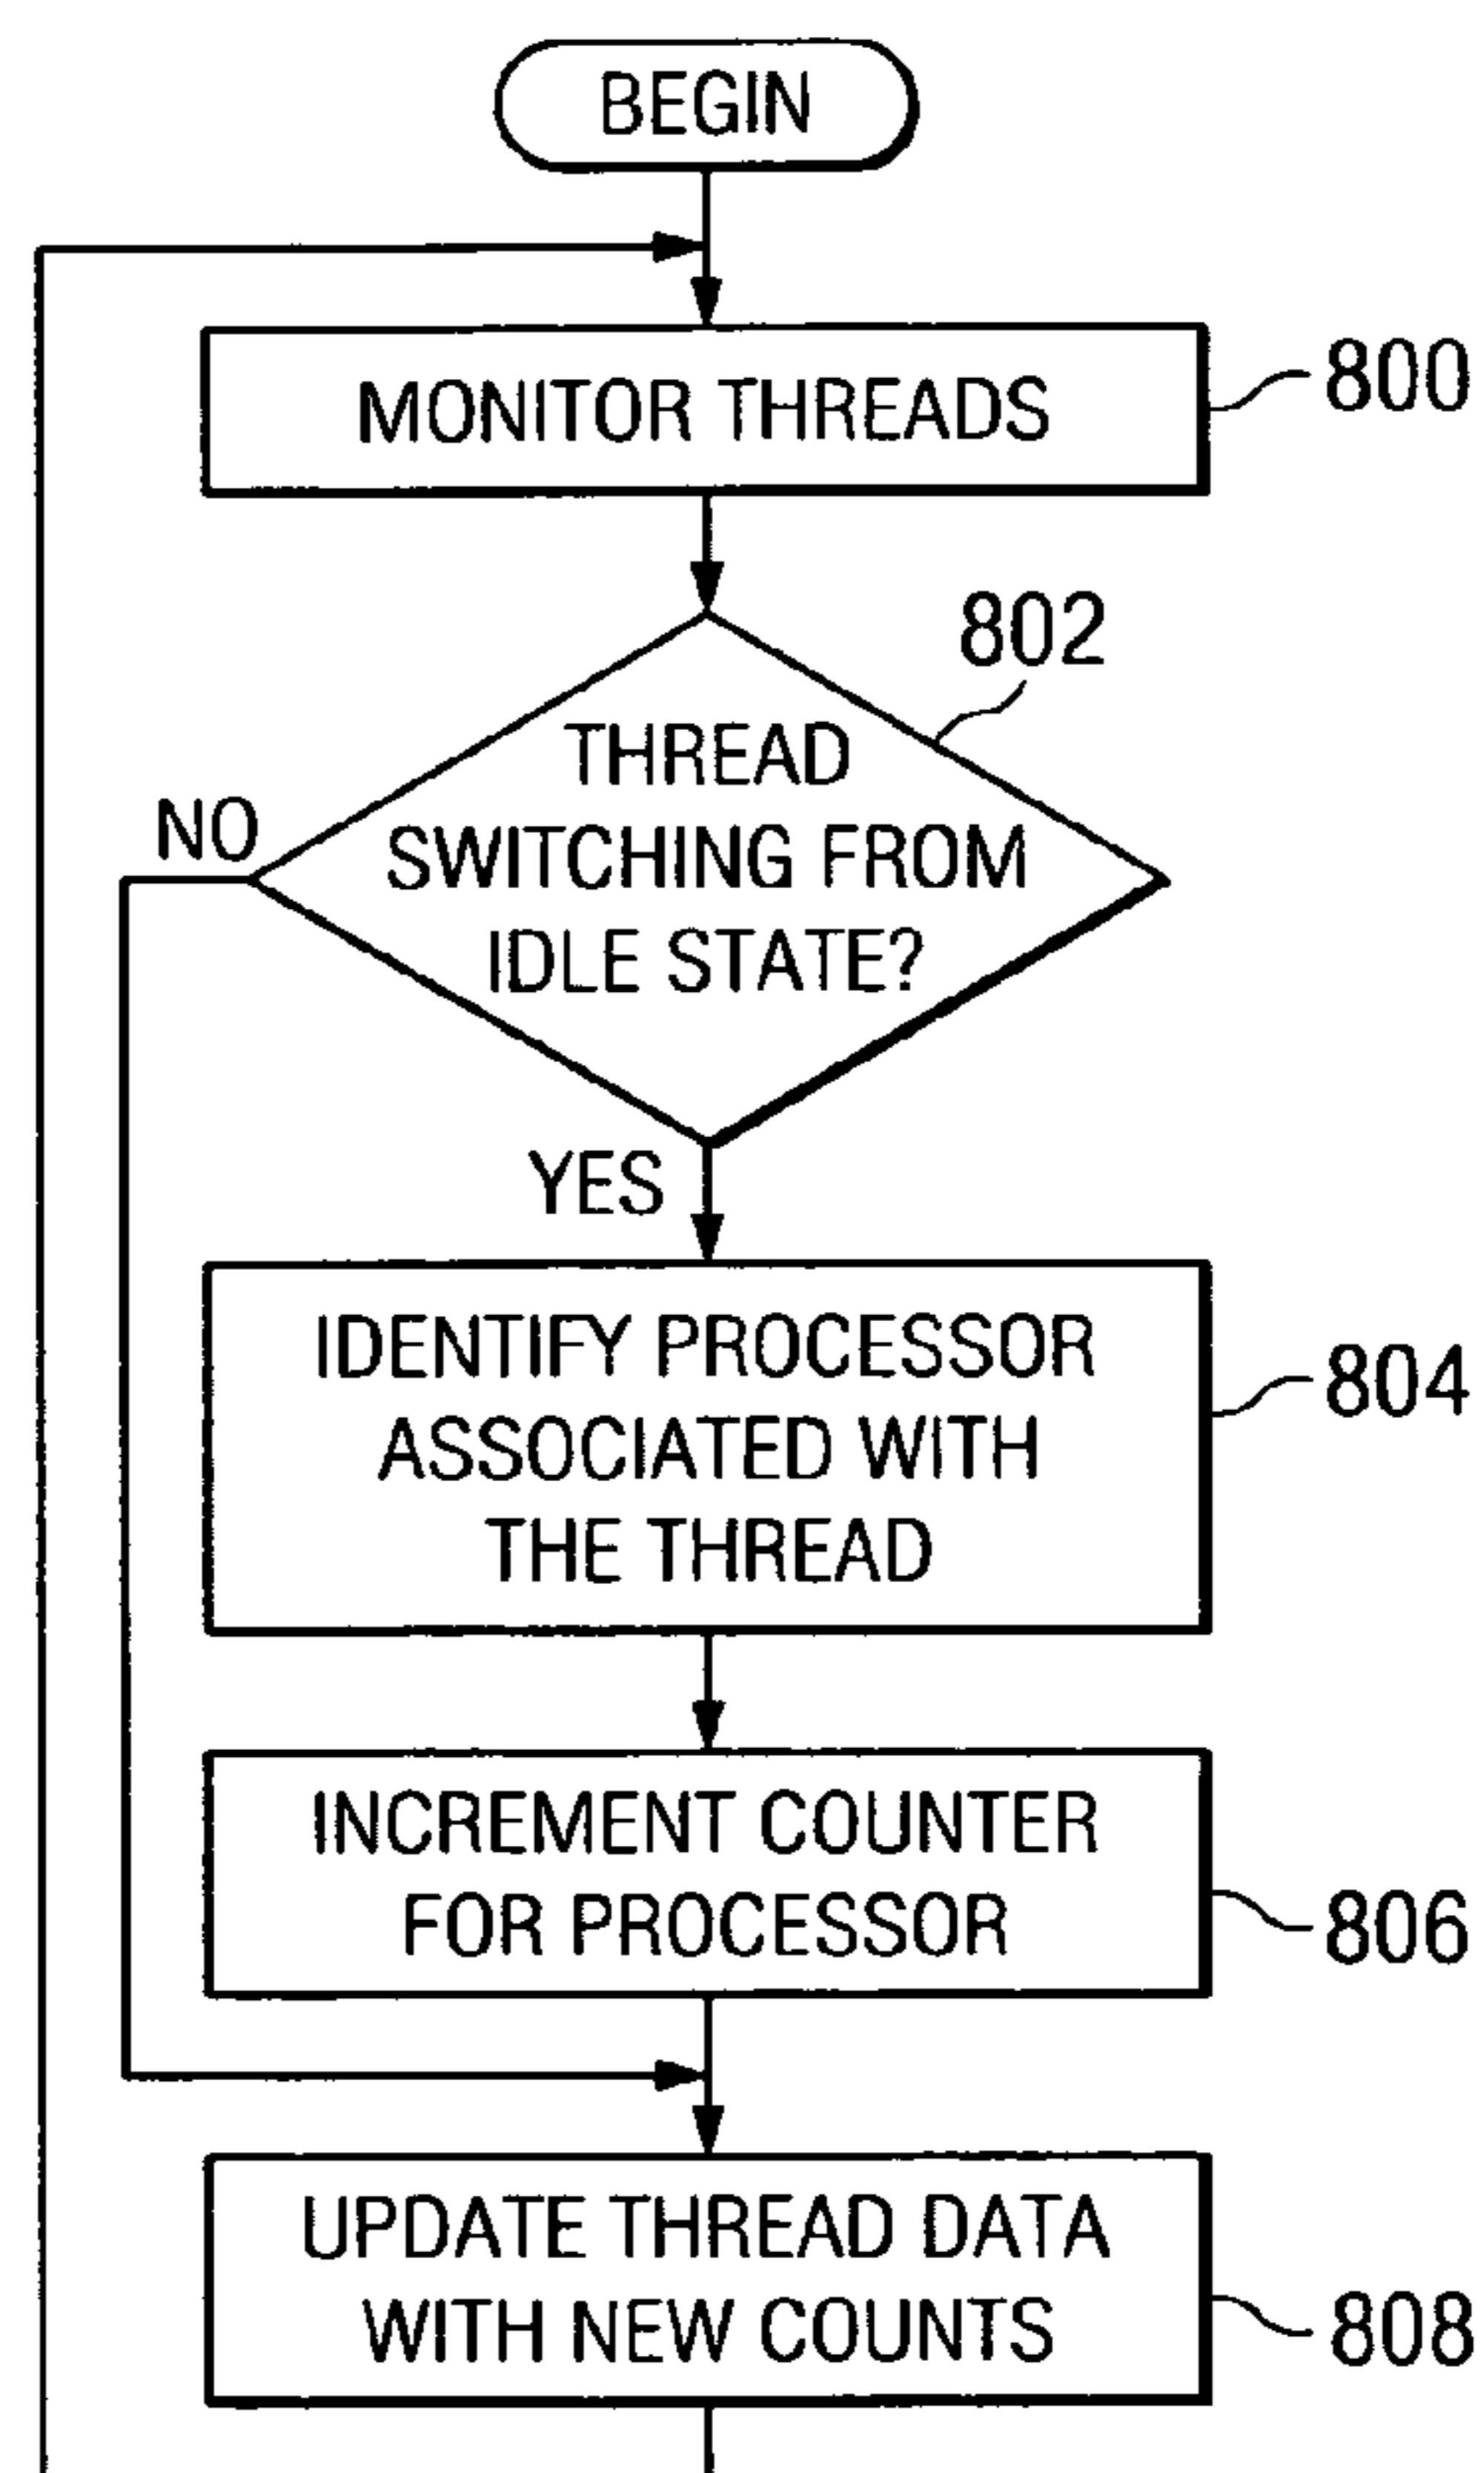 BEGIN
MONITOR THREADS
800
802
THREAD
SWITCHING FROM
IDLE STATE?
NO
YES
IDENTIFY PROCESSOR
ASSOCIATED WITH
THE THREAD
804
INCREMENT COUNTER
FOR PROCESSOR
806
UPDATE THREAD DATA
WITH NEW COUNTS
808